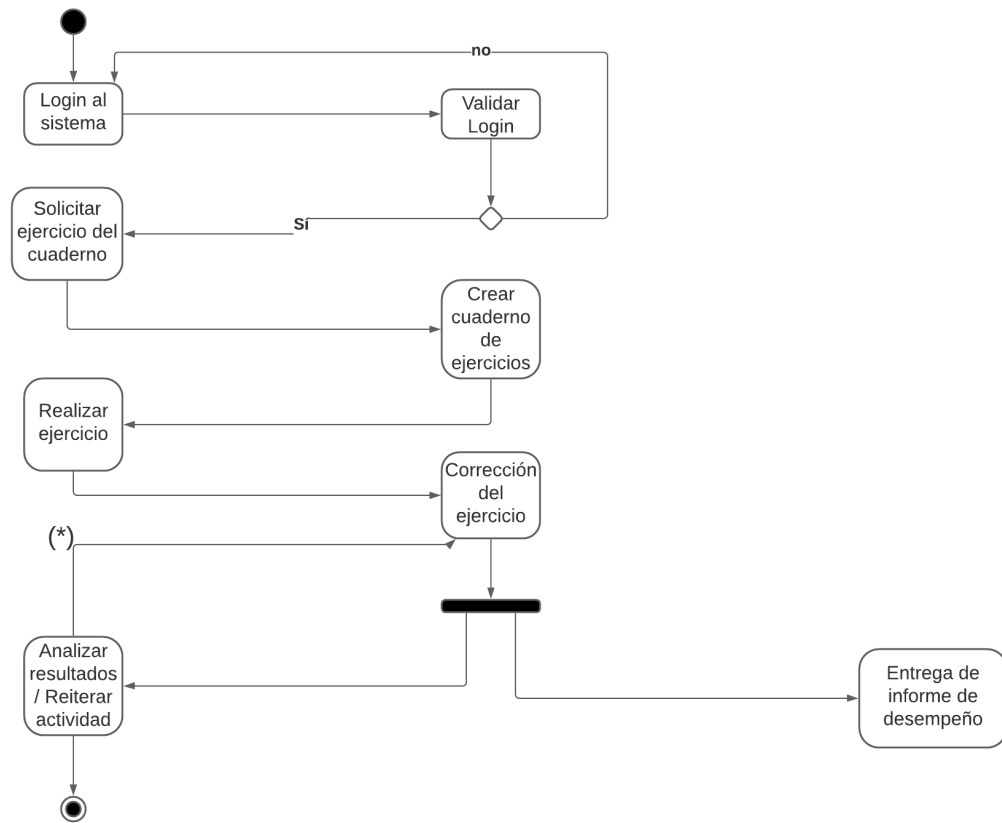 no
Login al
sistema
Validar
Login
Sí
Solicitar
ejercicio del
cuaderno
Crear
cuaderno
de
ejercicios
Realizar
ejercicio
Corrección
del
ejercicio
(*)
Analizar
resultados
/ Reiterar
actividad
Entrega de
informe de
desempeño